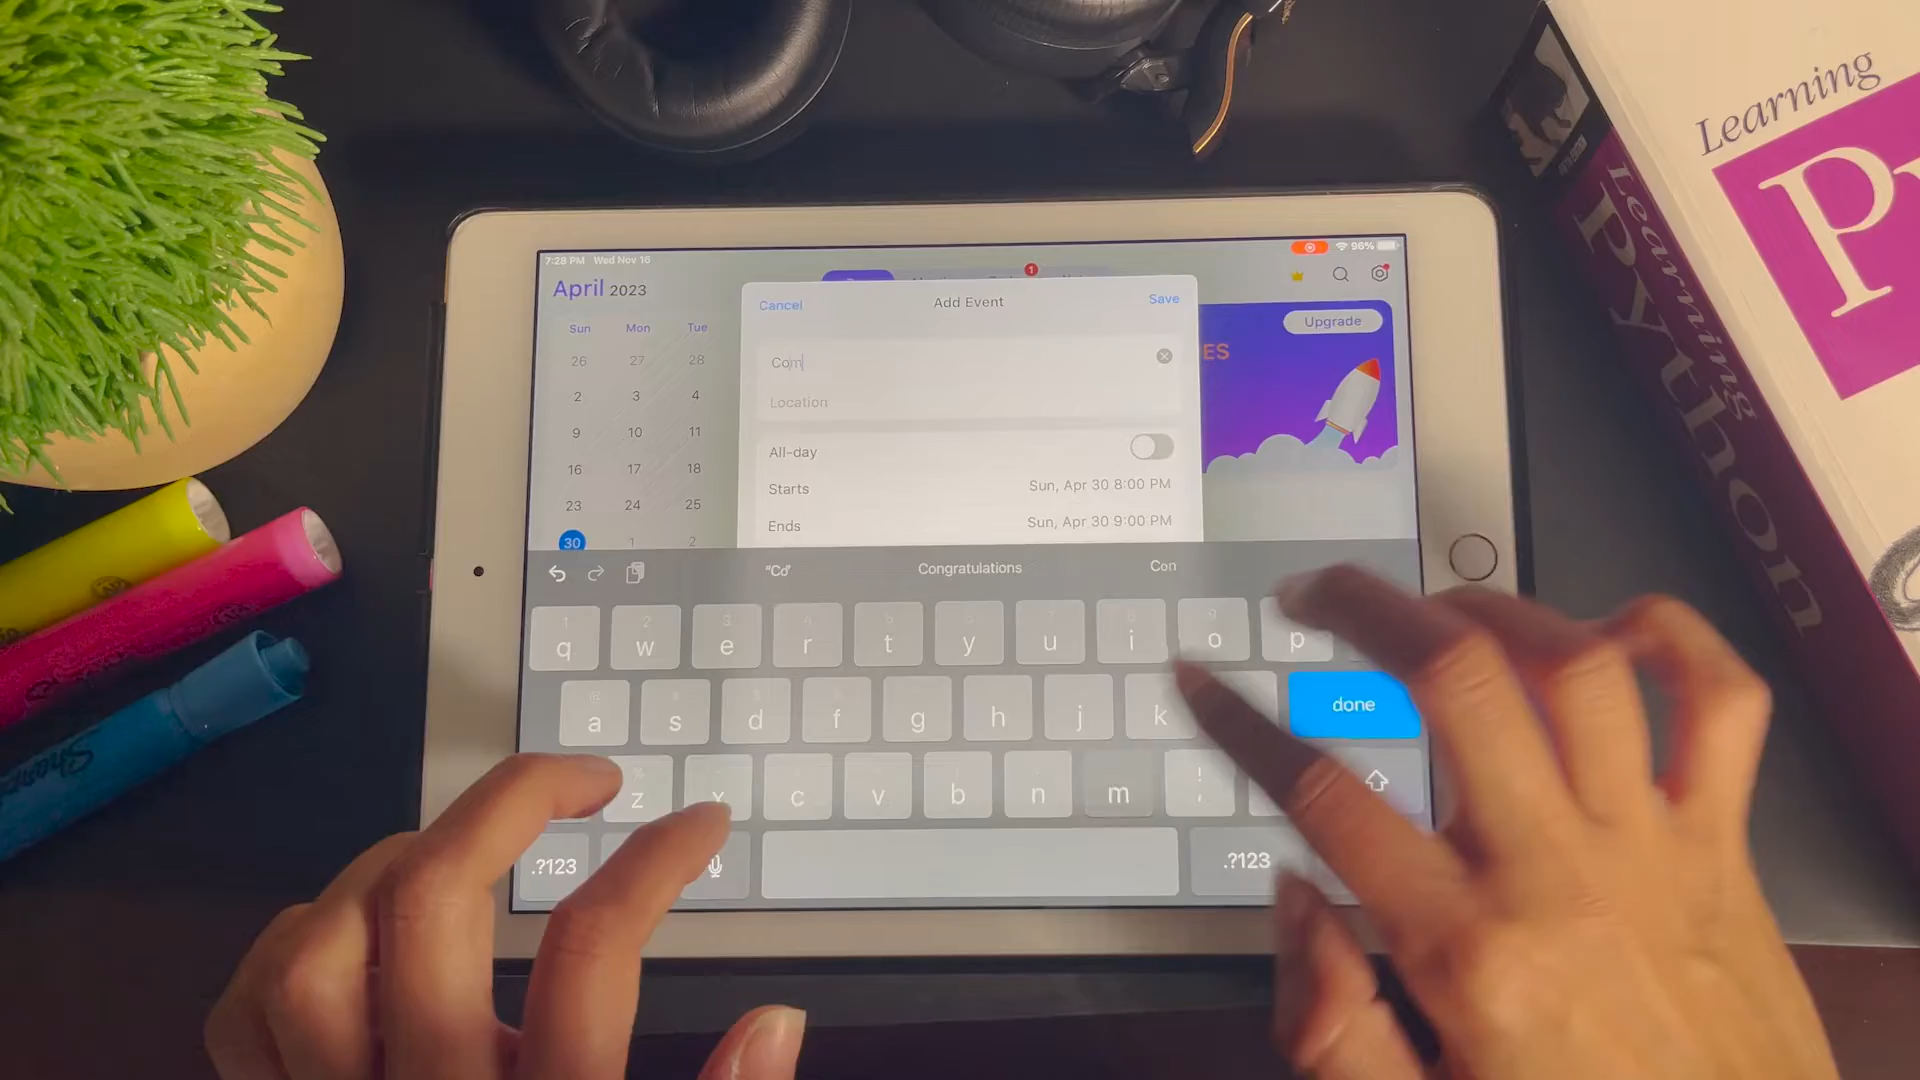 7:28 PM Wed Nov 16
96%
April 2023
1
Sun Mon Tue
26 27 28
2 3 4
9 10 11
16 17 18
23 24 25
30 1 2
Cancel
Add Event
Save
Com
Location
All-day
Starts
Sun, Apr 30 8:00 PM
Ends
Sun, Apr 30 9:00 PM
Upgrade
ES
"Co"
Congratulations
Con
q w e r t y u i o p
a s d f g h j k
done
z x c v b n m ! ,
.?123
.?123
Learning
Py
Learning
Python